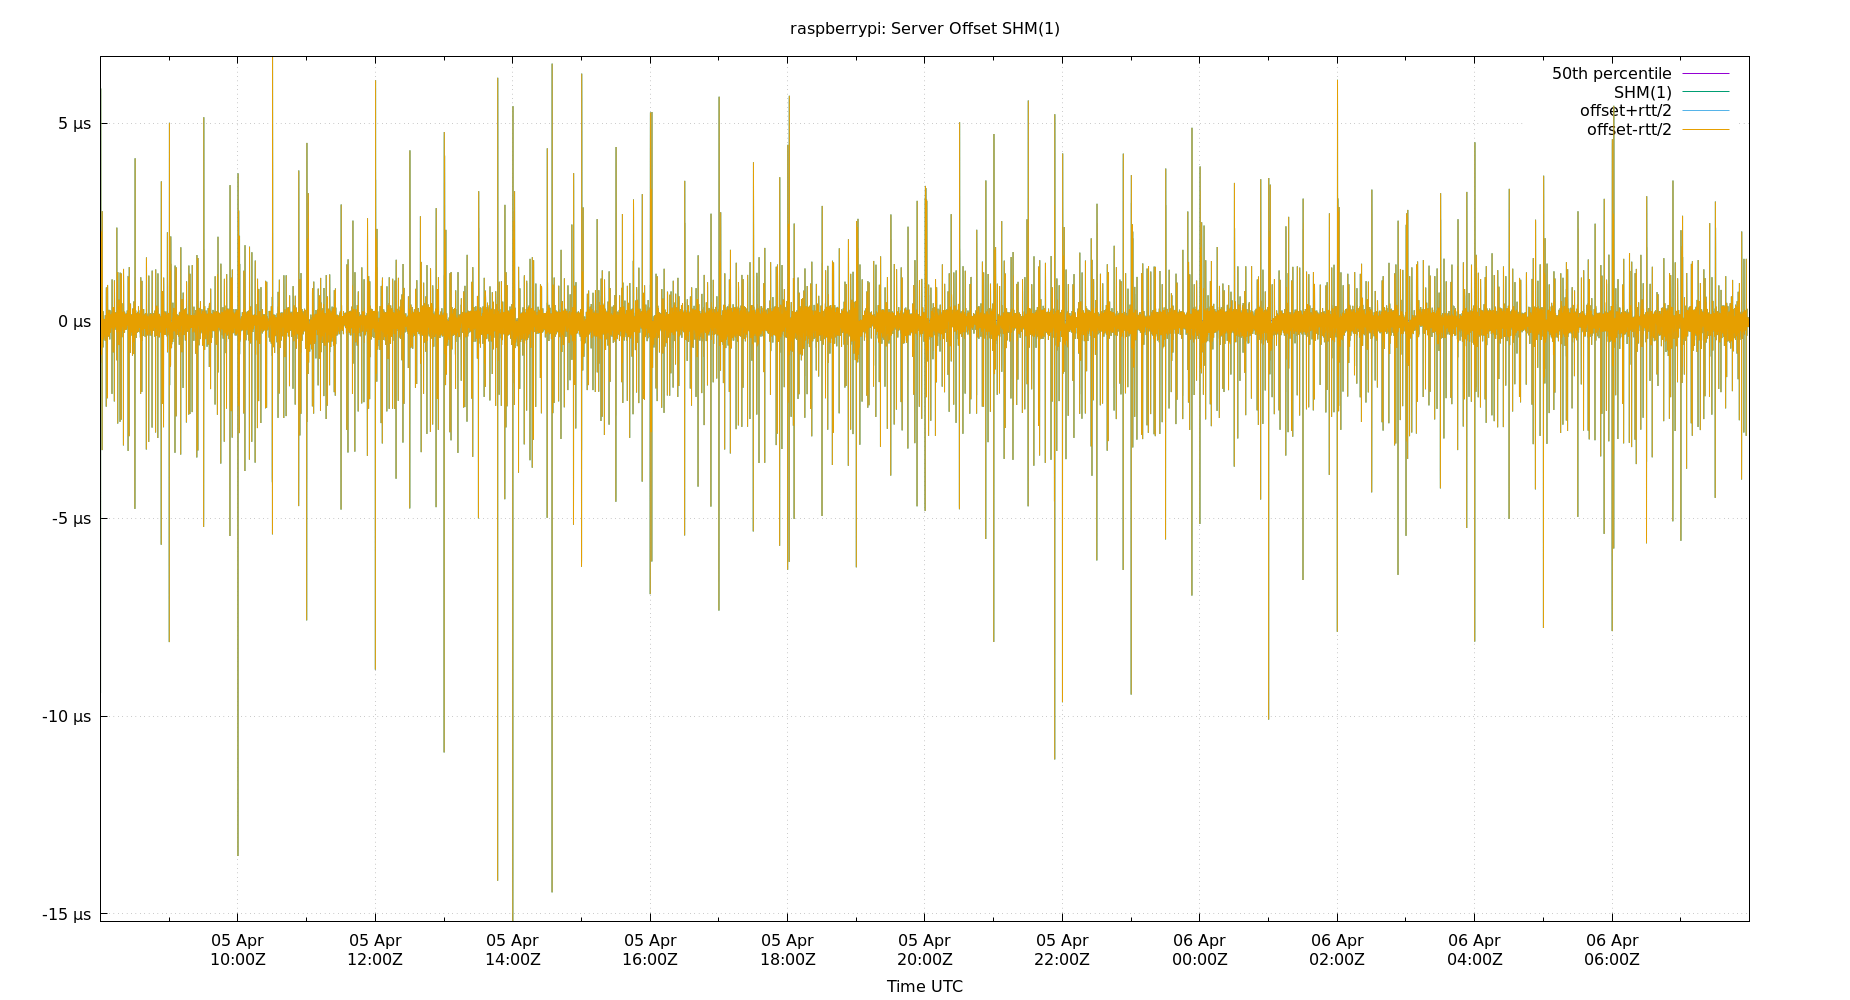 raspberrypi: Server Offset SHM(1)
50th percentile
SHM(1)
offset+rtt/2
offset-rtt/2
5 µs
0 µs
-5 µs
-10 µs
-15 µs
05 Apr 05 Apr 05 Apr 05 Apr 05 Apr 05 Apr 05 Apr 06 Apr 06 Apr 06 Apr 06 Apr
10:00Z 12:00Z 14:00Z 16:00Z 18:00Z 20:00Z 22:00Z 00:00Z 02:00Z 04:00Z 06:00Z
Time UTC